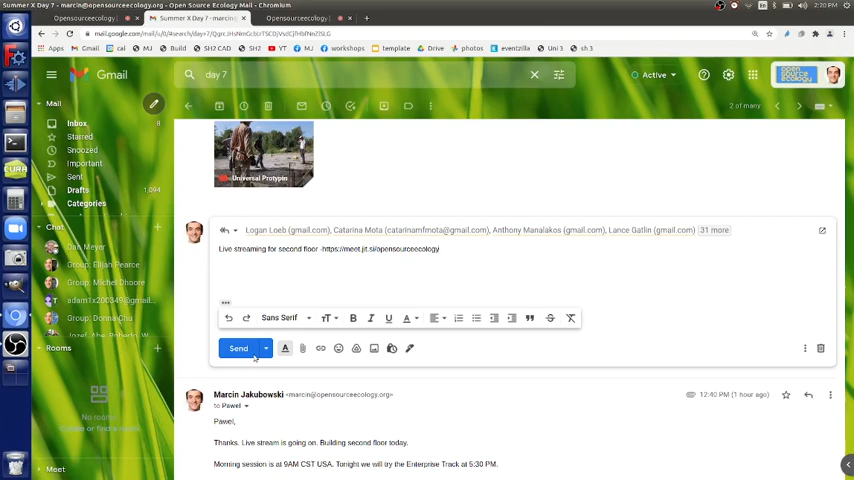 Summer X Day 7 - marcin@opensourceecology.org - Open Source Ecology Mail - Chromium
2:20 PM
Opensourceecology
Summer X Day 7 - marcin
Opensourceecology
mail.google.com/mail/u/0/#search/day+7/
Apps
Gmail
cal
MJ
Build
SH2 CAD
SH2
YT
MJ
workshops
template
Drive
photos
eventzilla
Uni 3
sh 3
Gmail
day 7
Active
open source ecology
Mail
2 of many
Inbox 8
Starred
Snoozed
Important
Sent
Drafts 1,094
Categories
Chat
Dan Meyer
Group: Elijah Pearce
Group: Michel Dhoore
adam1x200349@gmail...
Group: Donna Chu
Rooms
Meet
Universal Protypin
Logan Loeb (gmail.com), Catarina Mota (catarinamfmota@gmail.com), Anthony Manalakos (gmail.com), Lance Gatlin (gmail.com) 31 more
Live streaming for second floor -https://meet.jit.si/opensourceecology
Sans Serif
Send
Marcin Jakubowski <marcin@opensourceecology.org>
12:40 PM (1 hour ago)
to Pawel
Pawel,
Thanks. Live stream is going on. Building second floor today.
Morning session is at 9AM CST USA. Tonight we will try the Enterprise Track at 5:30 PM.